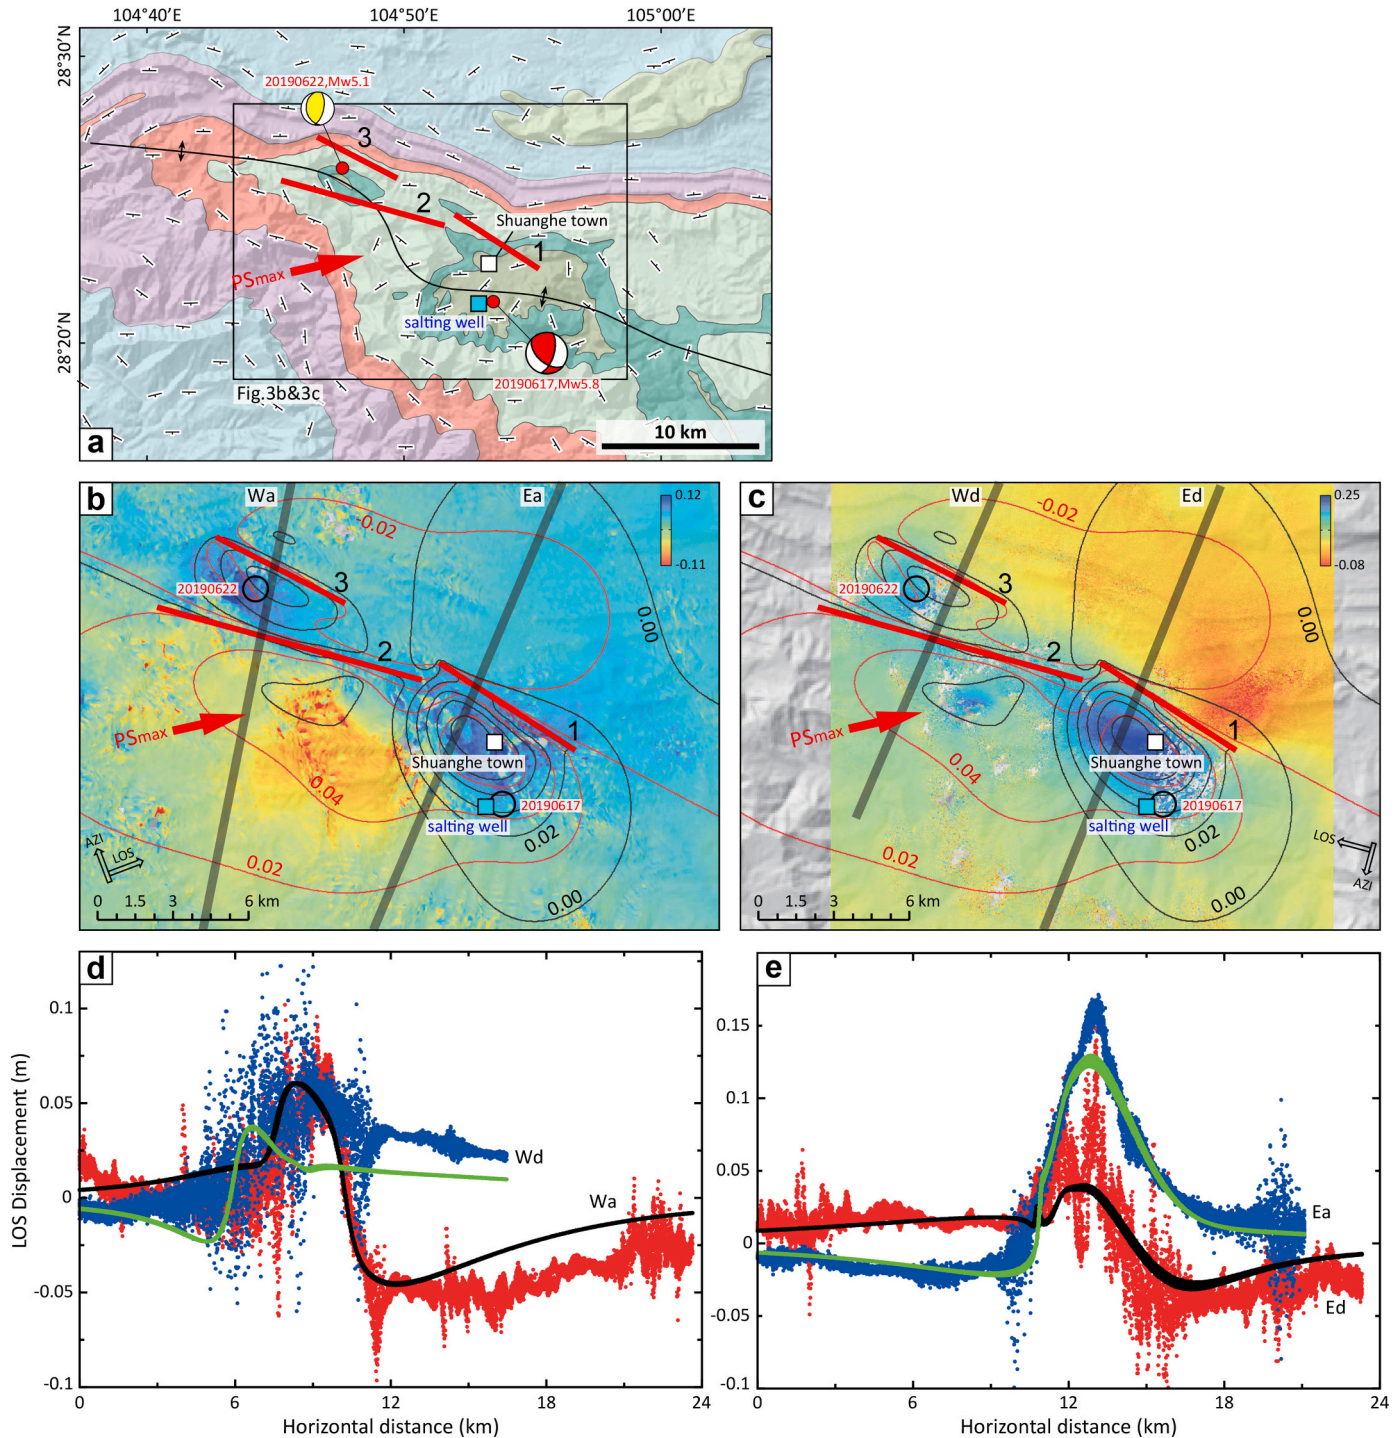 104°40′E
104°50′E
105°00′E
28°30′N
28°20′N
20190622,Mw5.1
3
2
Shuanghe town
1
PSmax
salting well
20190617,Mw5.8
Fig.3b&3c
10 km
a
b
Wa
Ea
0.12
-0.11
-0.02
3
20190622
2
0.00
1
PSmax
Shuanghe town
0.04
20190617
salting well
0.02
0.02
0.00
AZI
LOS
0 1.5 3 6 km
c
Wd
Ed
0.25
-0.08
-0.02
3
20190622
2
0.00
1
PSmax
Shuanghe town
0.04
20190617
salting well
0.02
0.02
0.00
LOS
AZI
0 1.5 3 6 km
d
0.1
0.05
0
-0.05
-0.1
LOS Displacement (m)
Wd
Wa
0 6 12 18 24
Horizontal distance (km)
e
0.15
0.1
0.05
0
-0.05
-0.1
Ea
Ed
0 6 12 18 24
Horizontal distance (km)